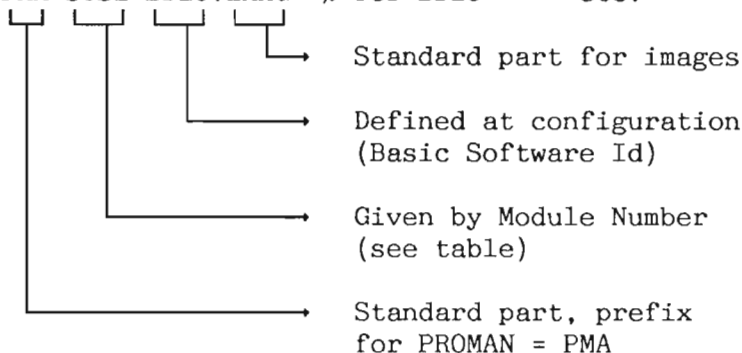 Standard part for images
Defined at configuration
(Basic Software Id)
Given by Module Number
(see table)
Standard part, prefix
for PROMAN = PMA